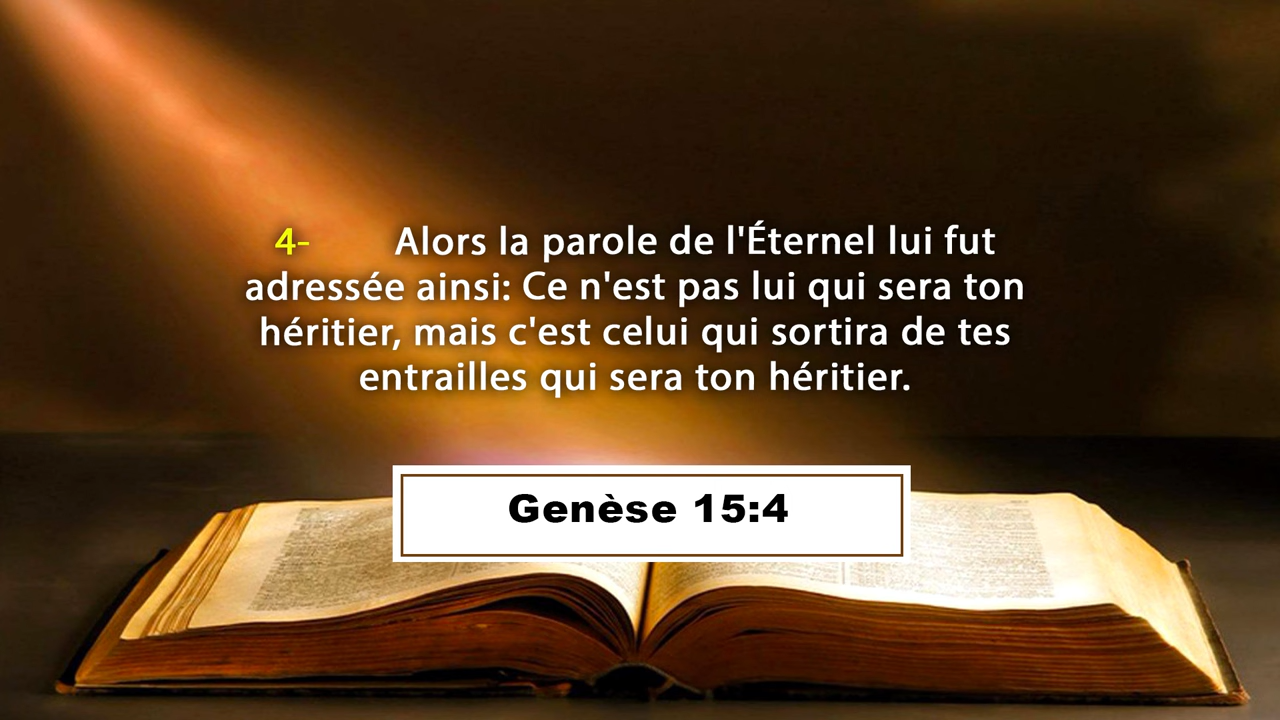 4- Alors la parole de l'Éternel lui fut
adressée ainsi: Ce n'est pas lui qui sera ton
héritier, mais c'est celui qui sortira de tes
entrailles qui sera ton héritier.
Genèse 15:4